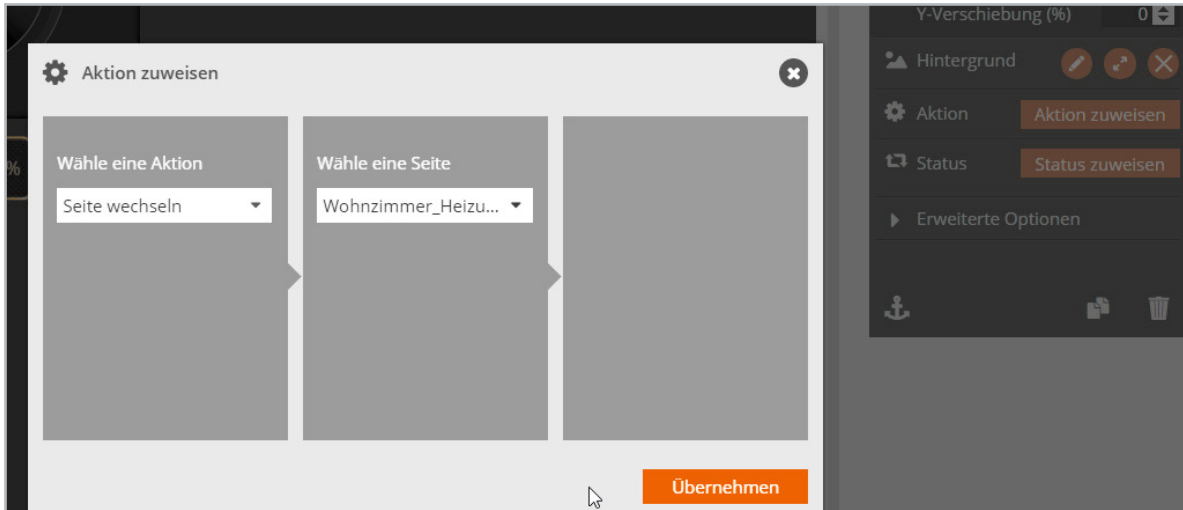 Y-Verschiebung (%) 0
Aktion zuweisen
Hintergrund
Aktion Aktion zuweisen
%
Wähle eine Aktion Wähle eine Seite
Status Status zuweisen
Seite wechseln Wohnzimmer_Heizu...
Erweiterte Optionen
Übernehmen